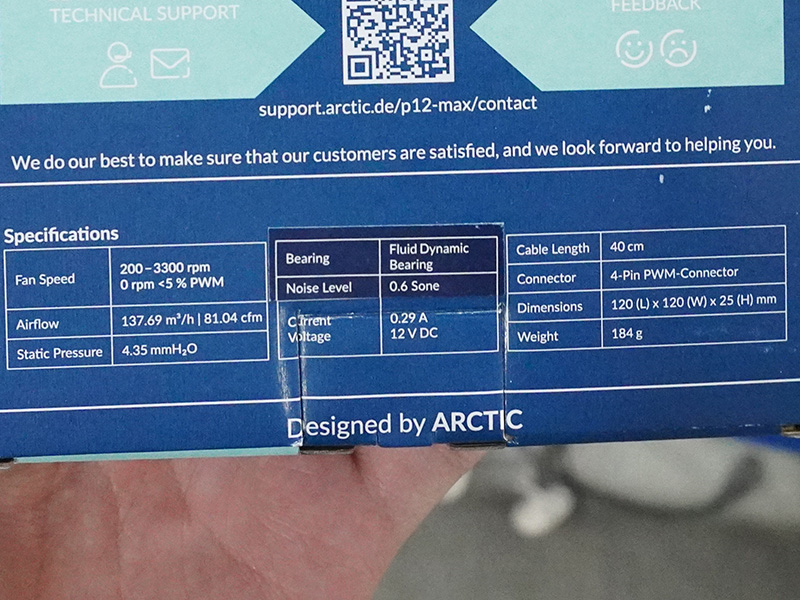 TECHNICAL SUPPORT
FEEDBACK
support.arctic.de/p12-max/contact
We do our best to make sure that our customers are satisfied, and we look forward to helping you.
Specifications
Fan Speed
200–3300 rpm
0 rpm <5 % PWM
Airflow
137.69 m³/h | 81.04 cfm
Static Pressure
4.35 mmH₂O
Bearing
Fluid Dynamic
Bearing
Noise Level
0.6 Sone
Current
0.29 A
Voltage
12 V DC
Cable Length
40 cm
Connector
4-Pin PWM-Connector
Dimensions
120 (L) x 120 (W) x 25 (H) mm
Weight
184 g
Designed by ARCTIC